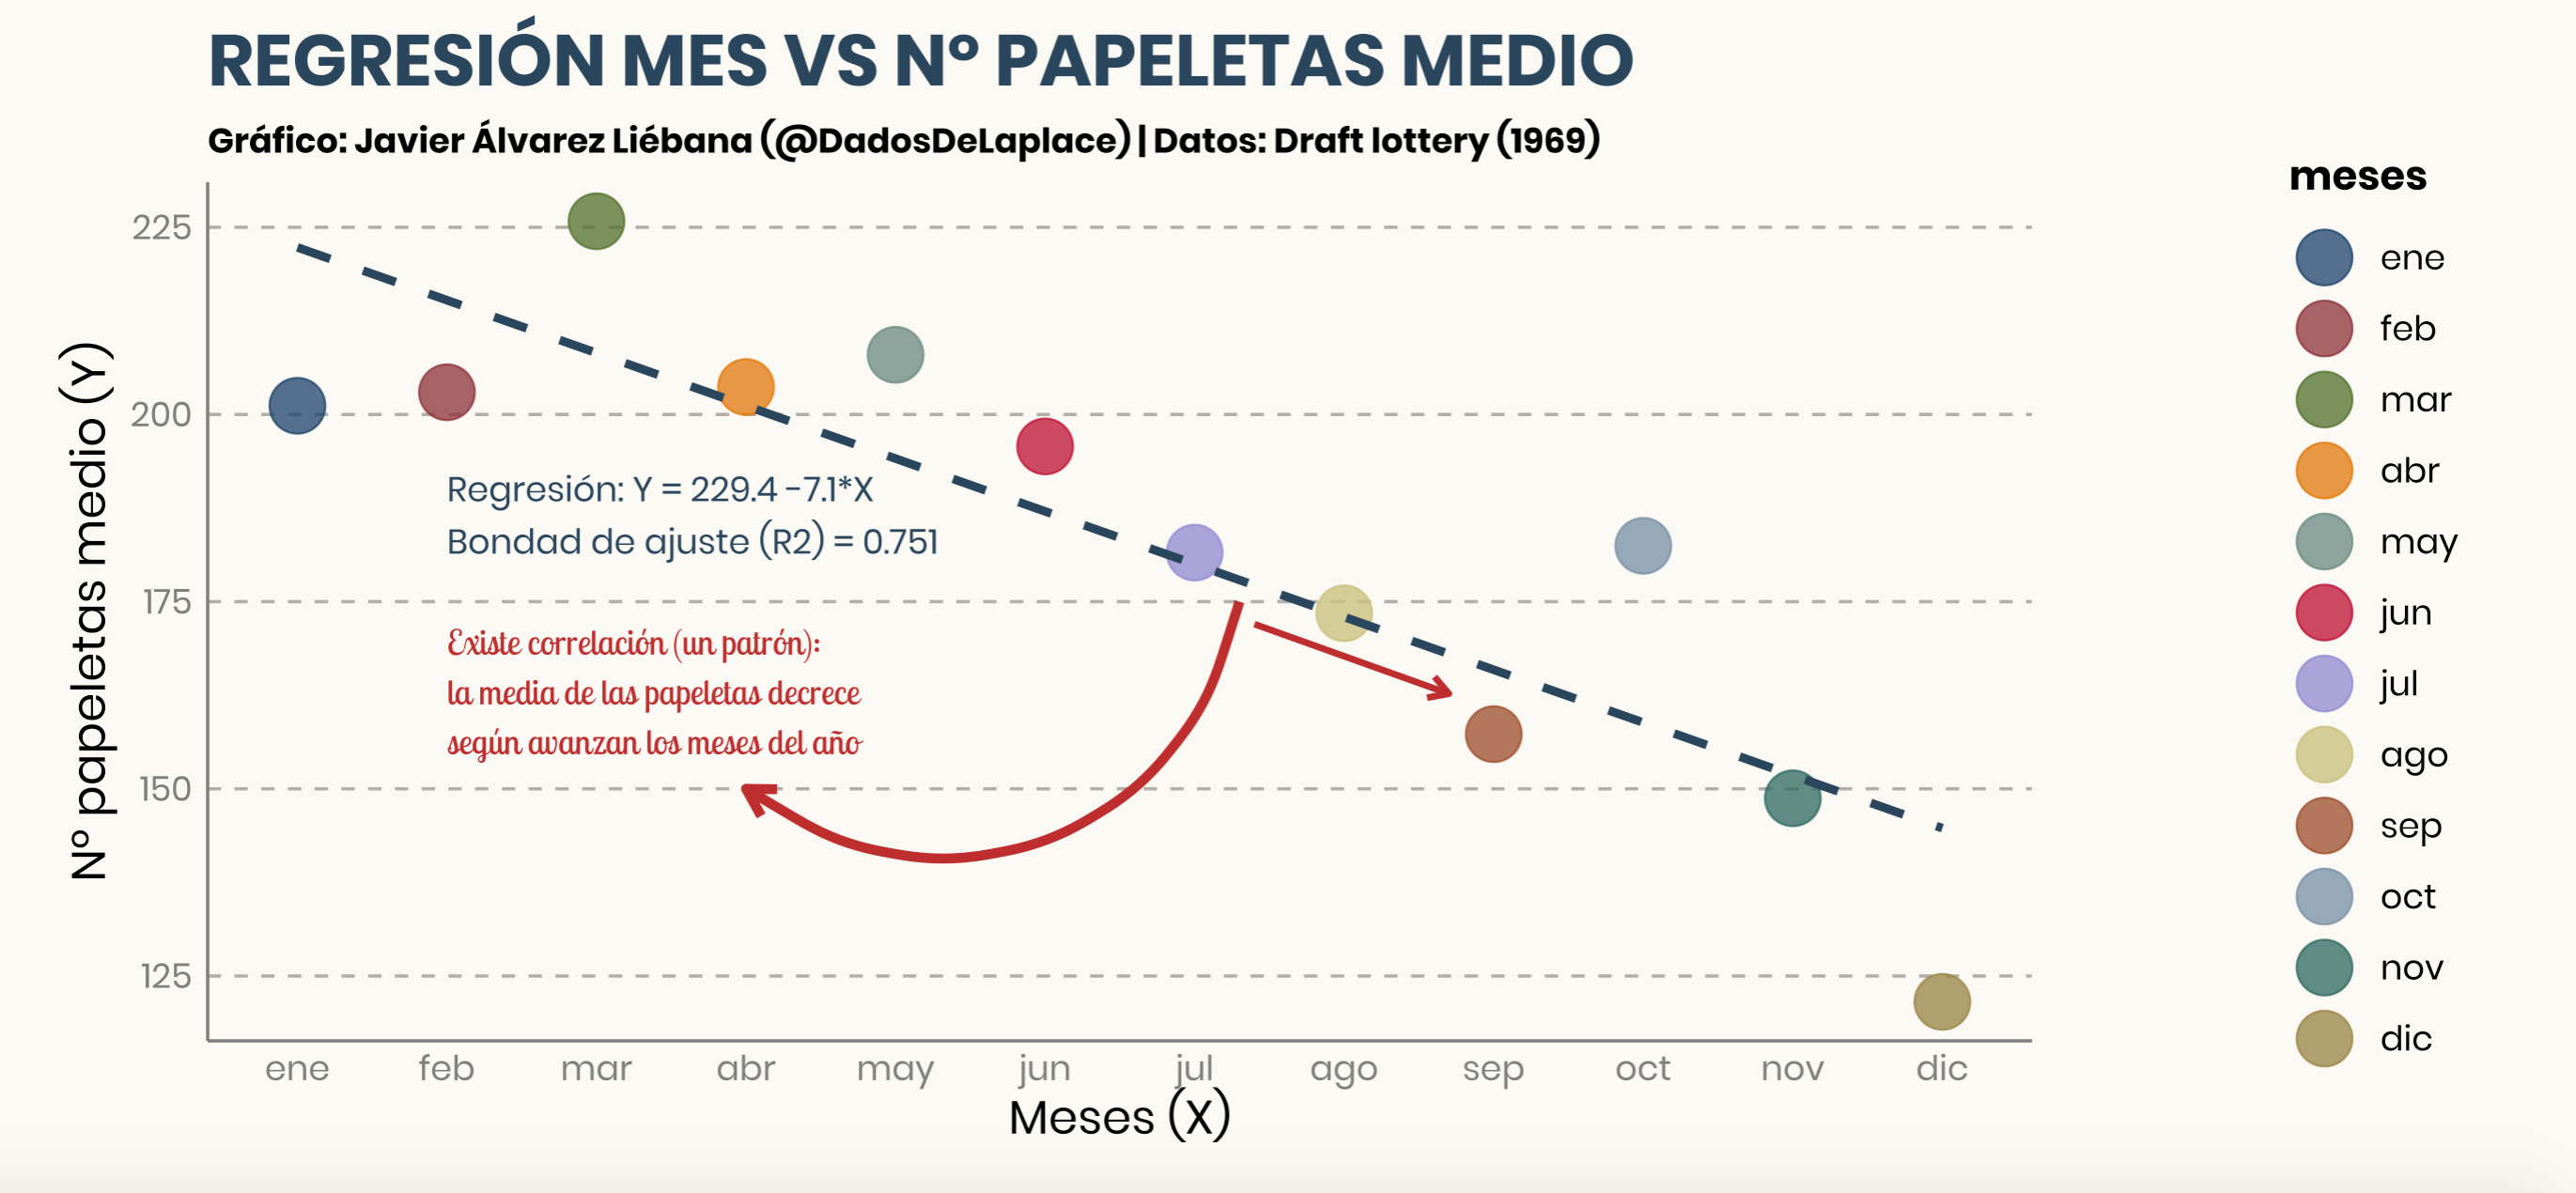 REGRESIÓN MES VS Nº PAPELETAS MEDIO
Gráfico: Javier Álvarez Liébana (@DadosDeLaplace) | Datos: Draft lottery (1969)
Nº papeletas medio (Y)
225
200
175
150
125
Regresión: Y = 229.4 -7.1*X
Bondad de ajuste (R2) = 0.751
Existe correlación (un patrón):
la media de las papeletas decrece
según avanzan los meses del año
ene feb mar abr may jun jul ago sep oct nov dic
Meses (X)
meses
ene
feb
mar
abr
may
jun
jul
ago
sep
oct
nov
dic